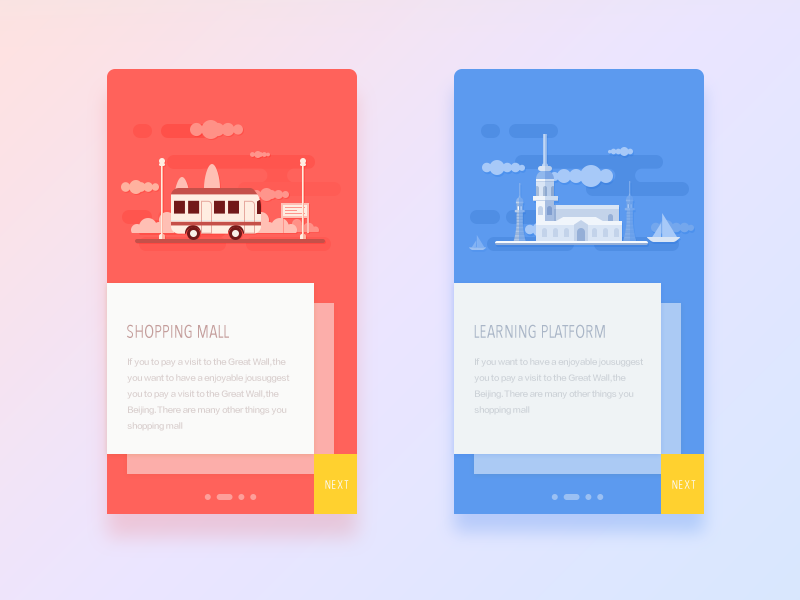 SHOPPING MALL
If you to pay a visit to the Great Wall,the
you want to have a enjoyable jousuggest
you to pay a visit to the Great Wall,the
Beijing. There are many other things you
shopping mall
NEXT
LEARNING PLATFORM
If you want to have a enjoyable jousuggest
you to pay a visit to the Great Wall,the
Beijing. There are many other things you
shopping mall
NEXT